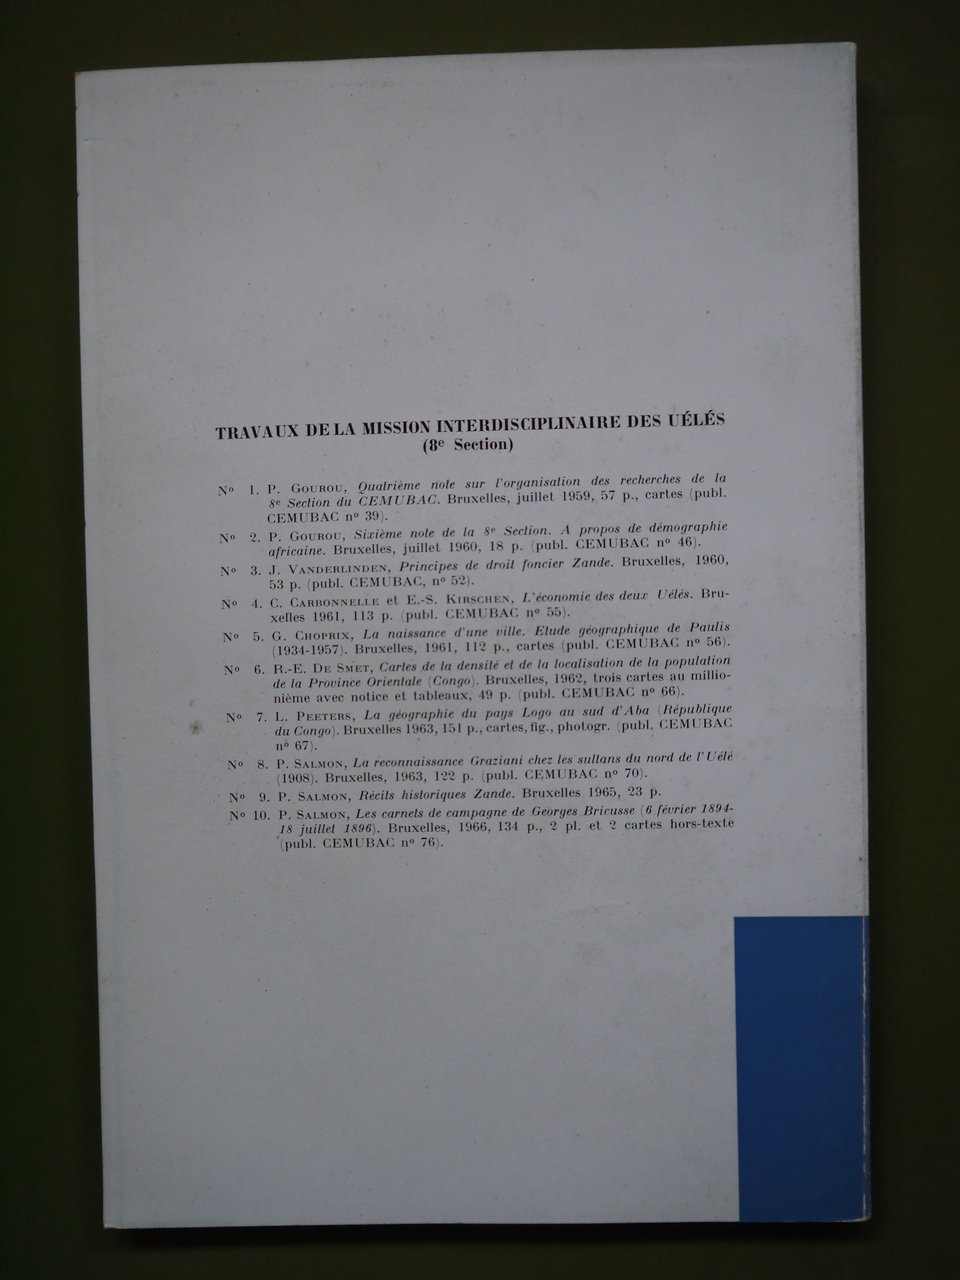 TRAVAUX DE LA MISSION INTERDISCIPLINAIRE DES UÉLÉS
(8e Section)
No 1. P. GOUROU, Quatrième note sur l'organisation des recherches de la
8e Section du CEMUBAC. Bruxelles, juillet 1959, 57 p., cartes (publ.
CEMUBAC no 39).
No 2. P. GOUROU, Sixième note de la 8e Section. A propos de démographie
africaine. Bruxelles, juillet 1960, 18 p. (publ. CEMUBAC no 46).
No 3. J. VANDERLINDEN, Principes de droit foncier Zande. Bruxelles, 1960,
53 p. (publ. CEMUBAC, no 52).
No 4. C. CARBONNELLE et E.-S. KIRSCHEN, L'économie des deux Uélés. Bru-
xelles 1961, 113 p. (publ. CEMUBAC no 55).
No 5. G. CHOPRIX, La naissance d'une ville. Etude géographique de Paulis
(1934-1957). Bruxelles, 1961, 112 p., cartes (publ. CEMUBAC no 56).
No 6. R.-E. DE SMET, Cartes de la densité et de la localisation de la population
de la Province Orientale (Congo). Bruxelles, 1962, trois cartes au millio-
nième avec notice et tableaux, 49 p. (publ. CEMUBAC no 66).
No 7. L. PEETERS, La géographie du pays Logo au sud d'Aba (République
du Congo). Bruxelles 1963, 151 p., cartes, fig., photogr. (publ. CEMUBAC
no 67).
No 8. P. SALMON, La reconnaissance Graziani chez les sultans du nord de l'Uélé
(1908). Bruxelles, 1963, 122 p. (publ. CEMUBAC no 70).
No 9. P. SALMON, Récits historiques Zande. Bruxelles 1965, 23 p.
No 10. P. SALMON, Les carnets de campagne de Georges Bricusse (6 février 1894-
18 juillet 1896). Bruxelles, 1966, 134 p., 2 pl. et 2 cartes hors-texte
(publ. CEMUBAC no 76).